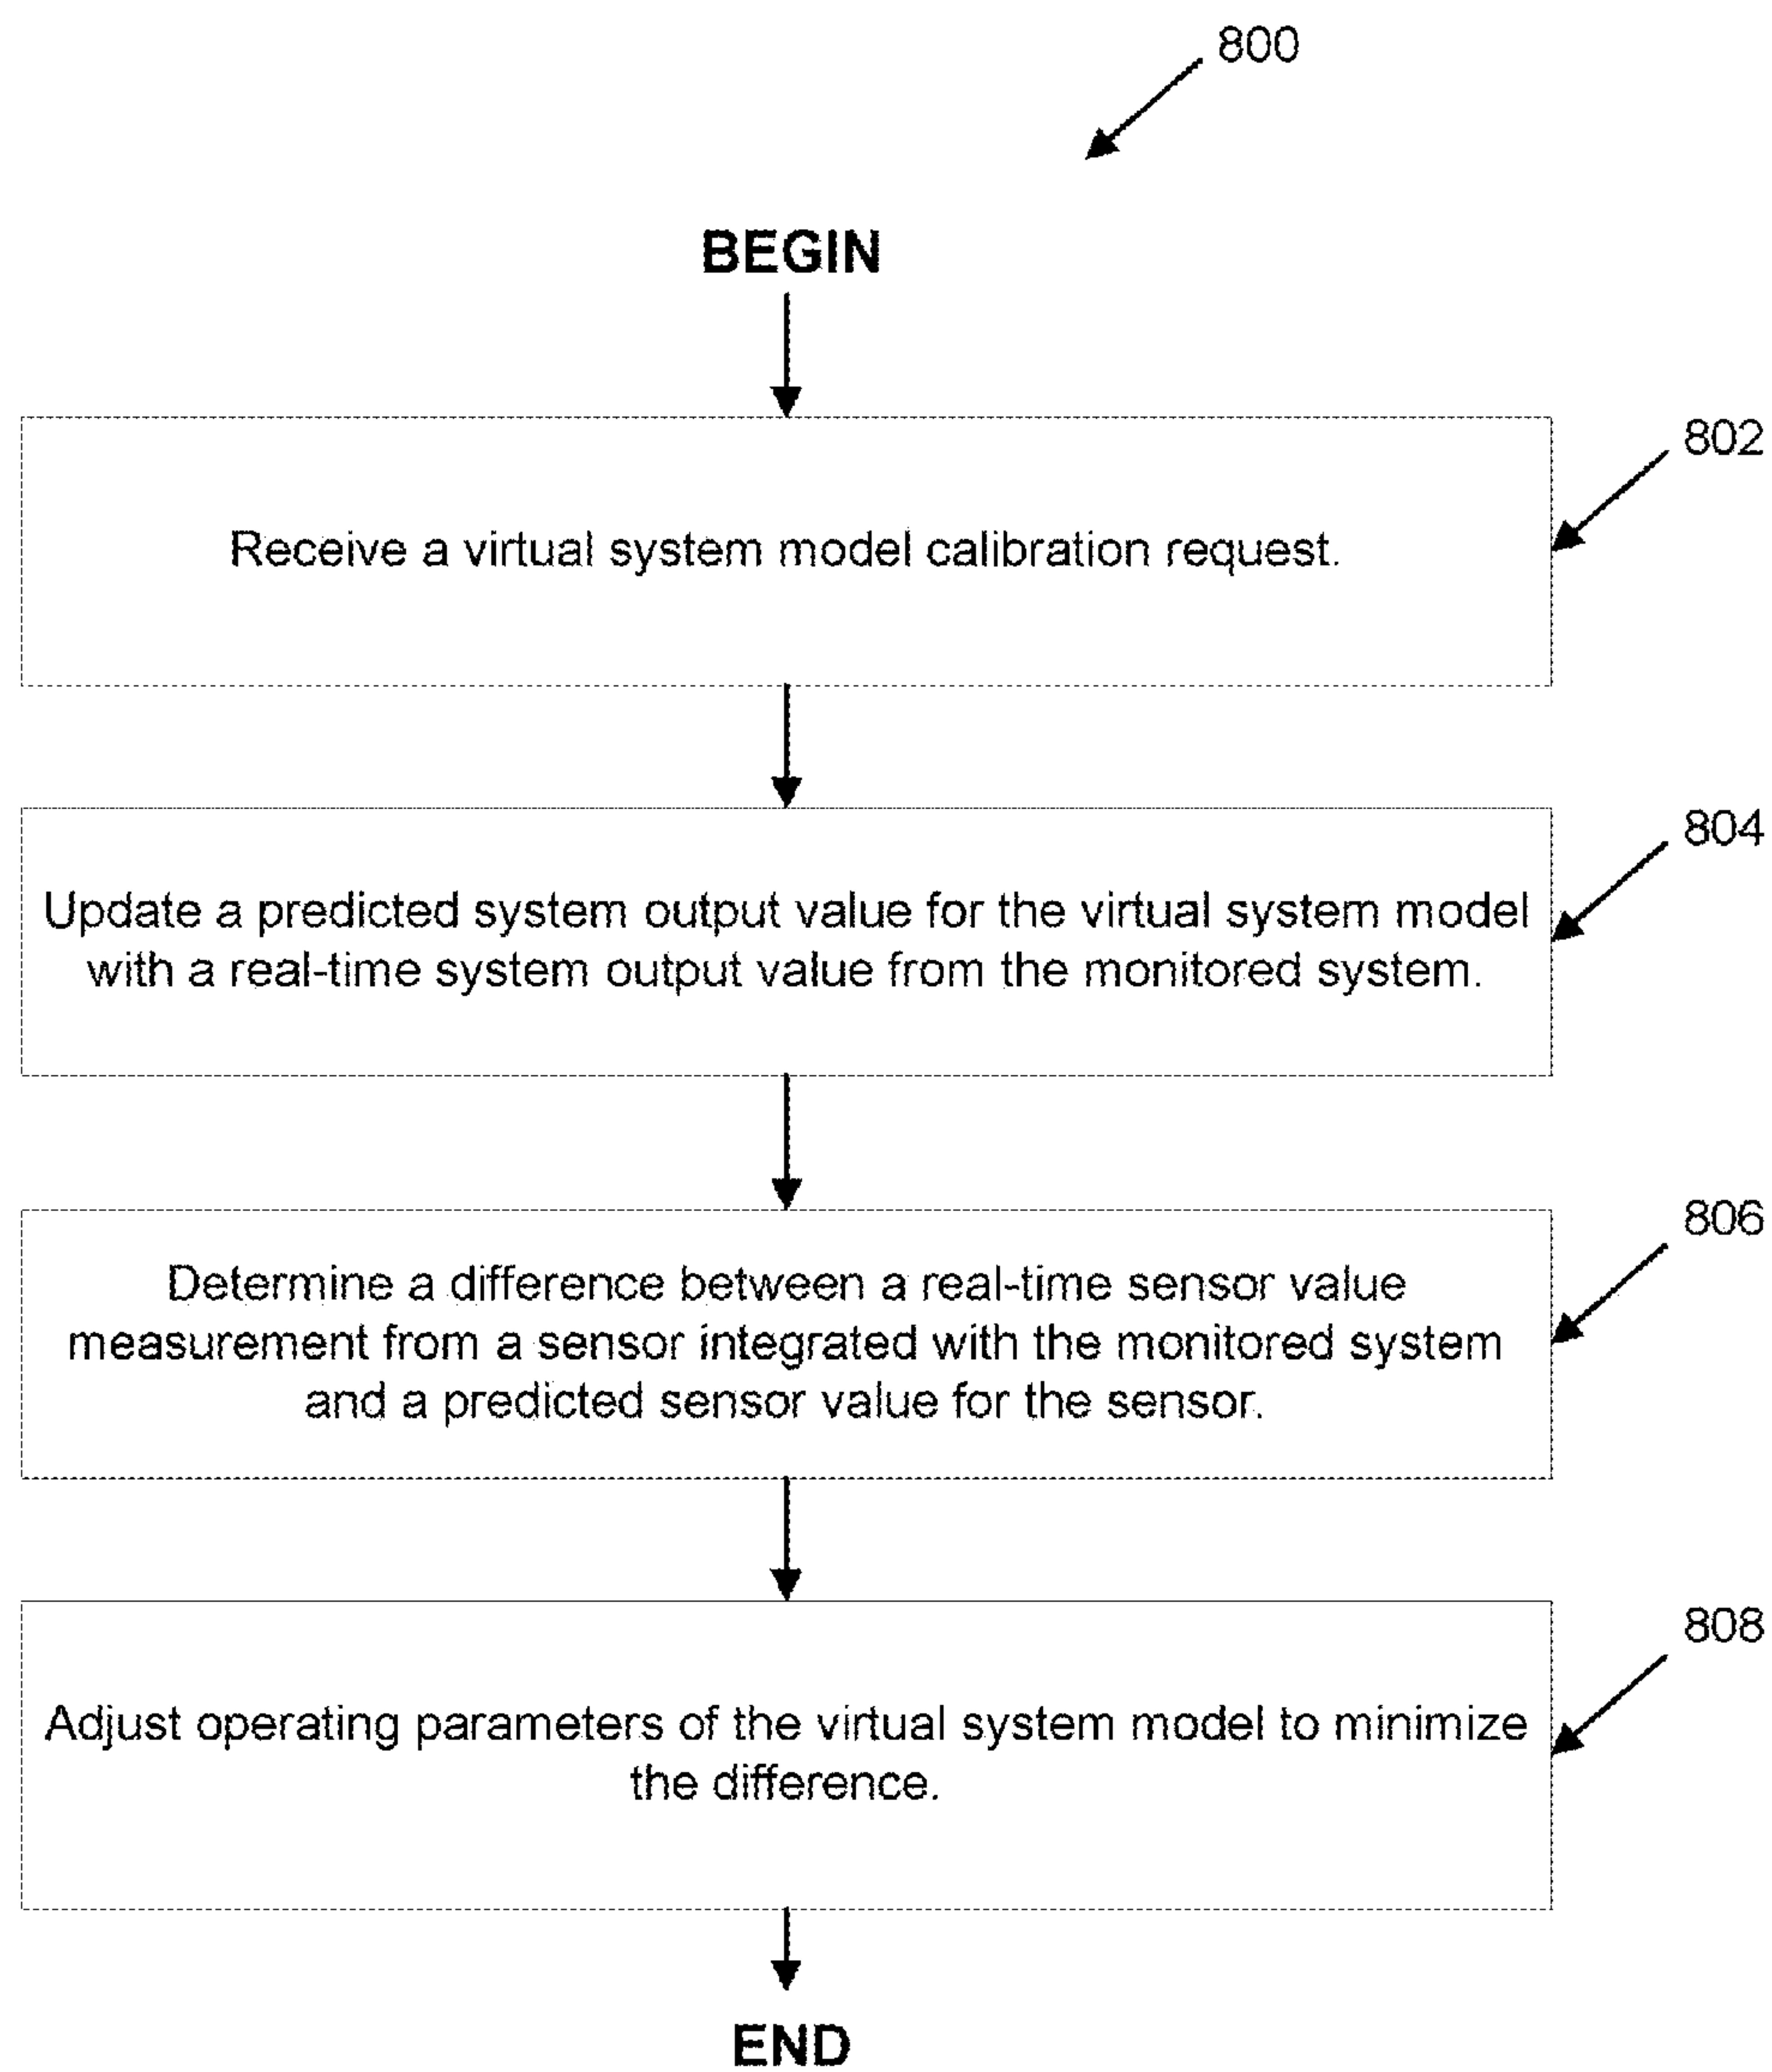 800
BEGIN
802
Receive a virtual system model calibration request.
804
Update a predicted system output value for the virtual system model
with a real-time system output value from the monitored system.
806
Determine a difference between a real-time sensor value
measurement from a sensor integrated with the monitored system
and a predicted sensor value for the sensor.
808
Adjust operating parameters of the virtual system model to minimize
the difference.
END